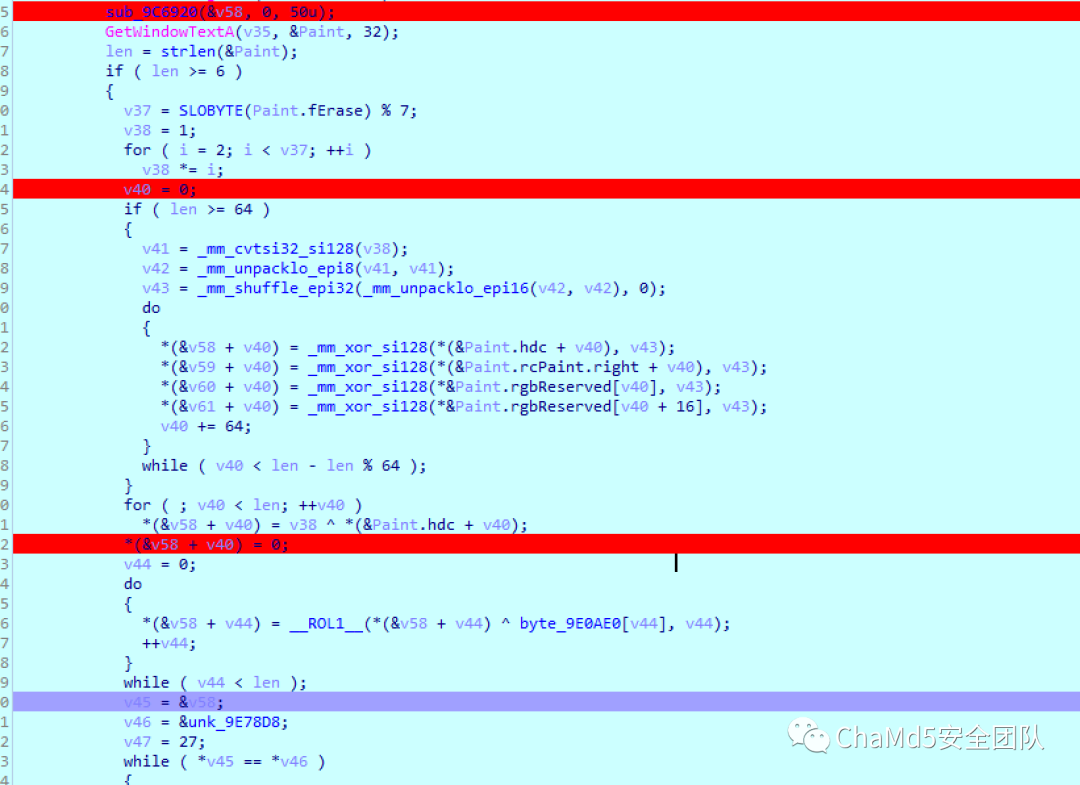 5 sub_9C6920(&v58, 0, 50u);
6 GetWindowTextA(v35, &Paint, 32);
7 len = strlen(&Paint);
8 if ( len >= 6 )
9 {
0 v37 = SLOBYTE(Paint.fErase) % 7;
1 v38 = 1;
2 for ( i = 2; i < v37; ++i )
3 v38 *= i;
4 v40 = 0;
5 if ( len >= 64 )
6 {
7 v41 = _mm_cvtsi32_si128(v38);
8 v42 = _mm_unpacklo_epi8(v41, v41);
9 v43 = _mm_shuffle_epi32(_mm_unpacklo_epi16(v42, v42), 0);
0 do
1 {
2 *(&v58 + v40) = _mm_xor_si128(*(&Paint.hdc + v40), v43);
3 *(&v59 + v40) = _mm_xor_si128(*(&Paint.rcPaint.right + v40), v43);
4 *(&v60 + v40) = _mm_xor_si128(*&Paint.rgbReserved[v40], v43);
5 *(&v61 + v40) = _mm_xor_si128(*&Paint.rgbReserved[v40 + 16], v43);
6 v40 += 64;
7 }
8 while ( v40 < len - len % 64 );
9 }
0 for ( ; v40 < len; ++v40 )
1 *(&v58 + v40) = v38 ^ *(&Paint.hdc + v40);
2 *(&v58 + v40) = 0;
3 v44 = 0;
4 do
5 {
6 *(&v58 + v44) = __ROL1__(*(&v58 + v44) ^ byte_9E0AE0[v44], v44);
7 ++v44;
8 }
9 while ( v44 < len );
0 v45 = &v58;
1 v46 = &unk_9E78D8;
2 v47 = 27;
3 while ( *v45 == *v46 )
4 {
ChaMd5安全团队